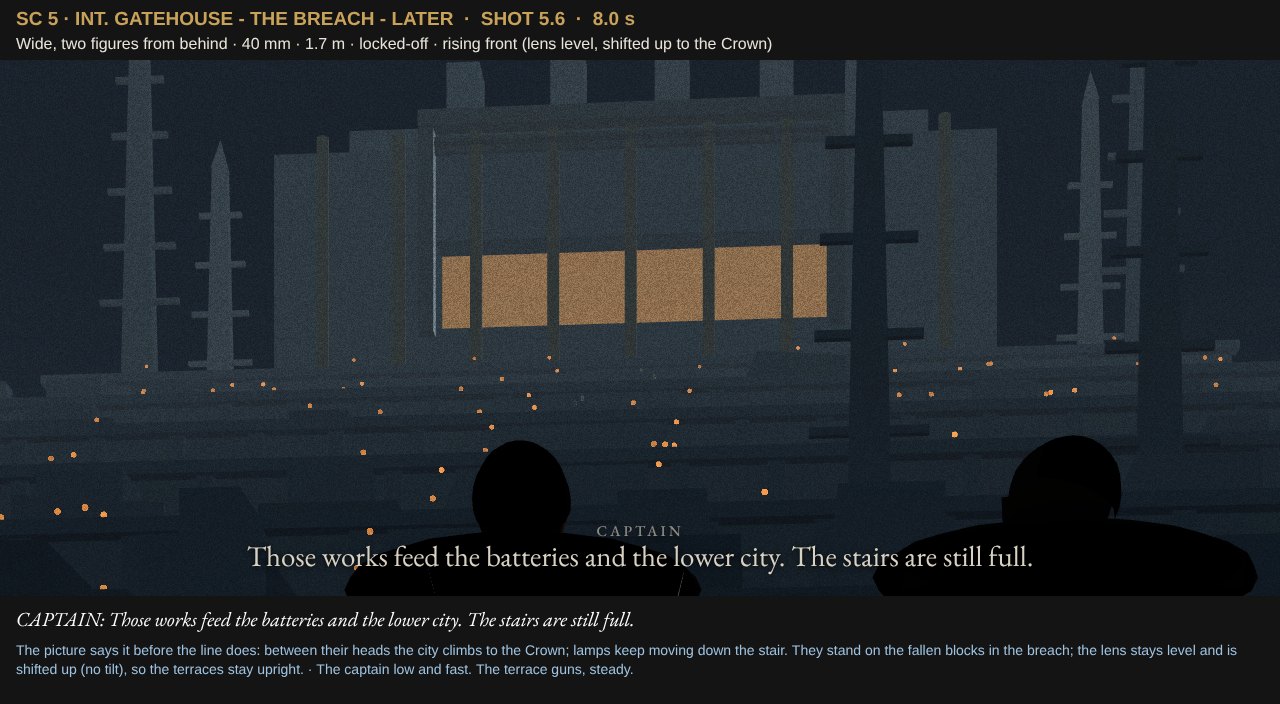 SC 5 · INT. GATEHOUSE - THE BREACH - LATER · SHOT 5.6 · 8.0 s
Wide, two figures from behind · 40 mm · 1.7 m · locked-off · rising front (lens level, shifted up to the Crown)
CAPTAIN
Those works feed the batteries and the lower city. The stairs are still full.
CAPTAIN: Those works feed the batteries and the lower city. The stairs are still full.
The picture says it before the line does: between their heads the city climbs to the Crown; lamps keep moving down the stair. They stand on the fallen blocks in the breach; the lens stays level and is
shifted up (no tilt), so the terraces stay upright. · The captain low and fast. The terrace guns, steady.